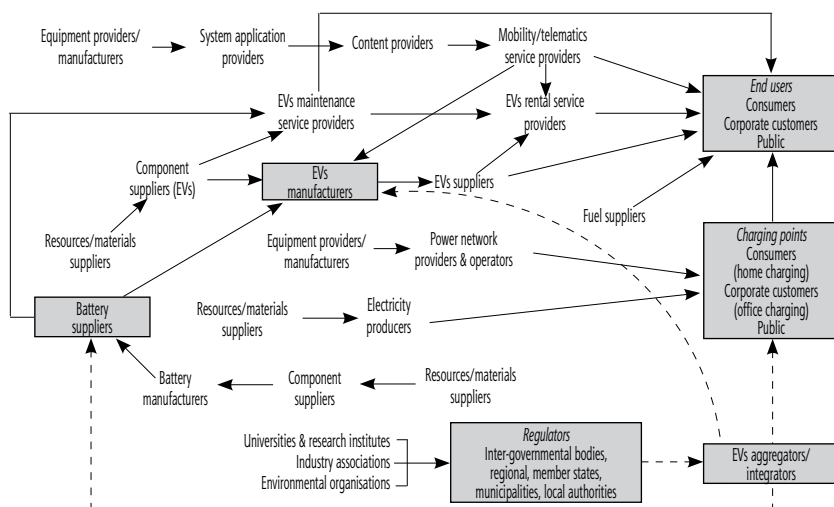 Equipment providers/
manufacturers
System application
providers
Content providers
Mobility/telematics
service providers
End users
Consumers
Corporate customers
Public
EVs maintenance
service providers
EVs rental service
providers
Component
suppliers (EVs)
EVs
manufacturers
EVs suppliers
Fuel suppliers
Resources/materials
suppliers
Equipment providers/
manufacturers
Power network
providers & operators
Charging points
Consumers
(home charging)
Corporate customers
(office charging)
Public
Battery
suppliers
Resources/materials
suppliers
Electricity
producers
Battery
manufacturers
Component
suppliers
Resources/materials
suppliers
Universities & research institutes
Industry associations
Environmental organisations
Regulators
Inter-governmental bodies,
regional, member states,
municipalities, local authorities
EVs aggregators/
integrators